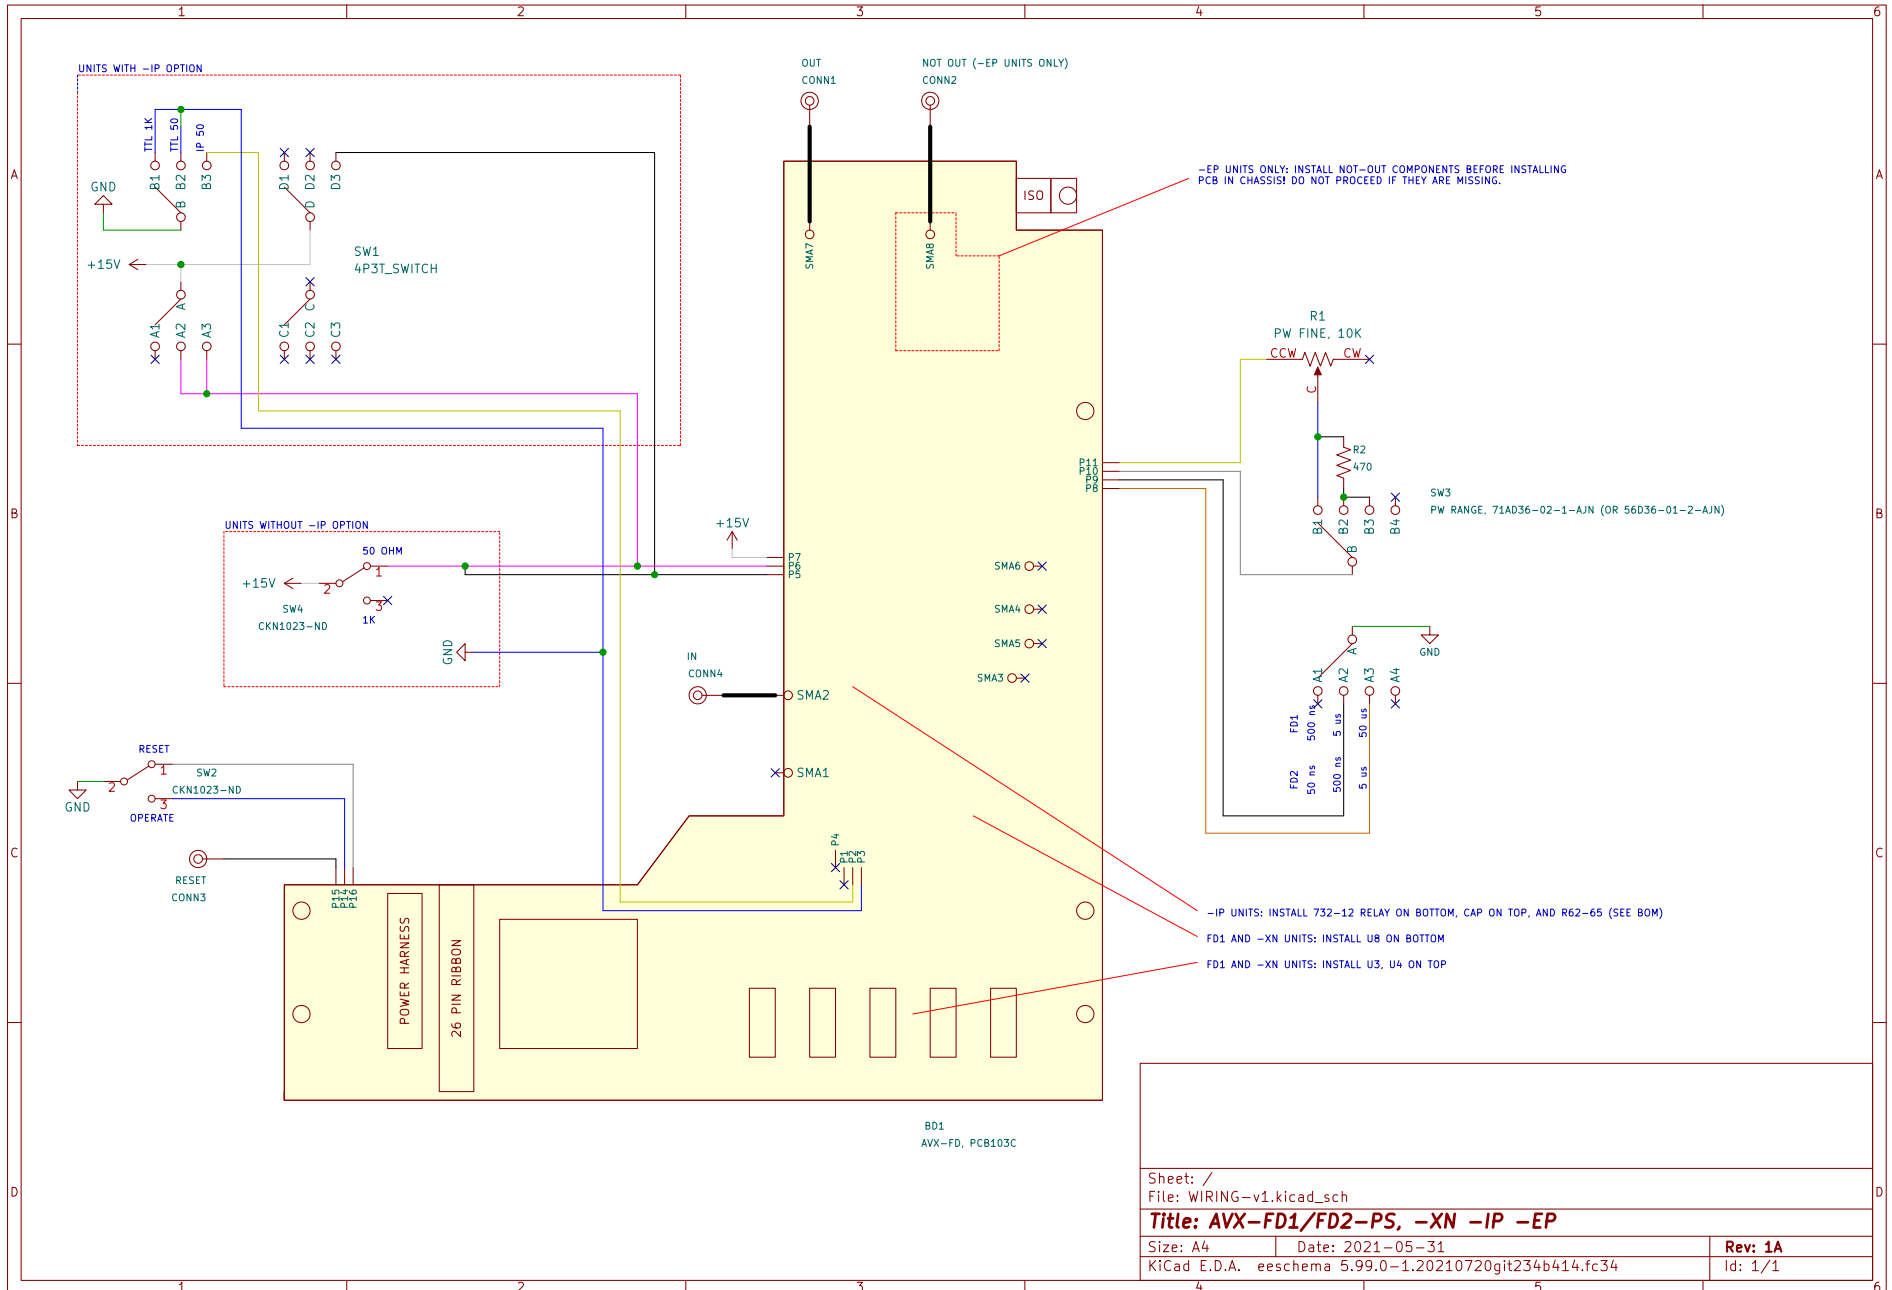 1 2 3 4 5 6
A
B
C
D
UNITS WITH -IP OPTION
TTL 1K
TTL 50
IP 50
B1
B2
B3
B
GND
D1
D2
D3
D
+15V
SW1
4P3T_SWITCH
A
A1
A2
A3
C
C1
C2
C3
UNITS WITHOUT -IP OPTION
50 OHM
1
+15V
2
3
SW4
CKN1023-ND
1K
GND
RESET
1
SW2
2
CKN1023-ND
3
GND
OPERATE
RESET
CONN3
P15
P14
P16
OUT
CONN1
NOT OUT (-EP UNITS ONLY)
CONN2
ISO
SMA7
SMA8
-EP UNITS ONLY: INSTALL NOT-OUT COMPONENTS BEFORE INSTALLING
PCB IN CHASSIS! DO NOT PROCEED IF THEY ARE MISSING.
+15V
P7
P6
P5
P11
P10
P9
P8
SMA6
SMA4
SMA5
SMA3
IN
CONN4
SMA2
SMA1
P4
P1
P2
P3
POWER HARNESS
26 PIN RIBBON
BD1
AVX-FD, PCB103C
R1
PW FINE, 10K
CCW
CW
C
R2
470
SW3
PW RANGE, 71AD36-02-1-AJN (OR 56D36-01-2-AJN)
B1
B2
B3
B4
B
A
GND
A1
A2
A3
A4
FD1
500 ns
5 us
50 us
FD2
50 ns
500 ns
5 us
-IP UNITS: INSTALL 732-12 RELAY ON BOTTOM, CAP ON TOP, AND R62-65 (SEE BOM)
FD1 AND -XN UNITS: INSTALL U8 ON BOTTOM
FD1 AND -XN UNITS: INSTALL U3, U4 ON TOP
Sheet: /
File: WIRING-v1.kicad_sch
Title: AVX-FD1/FD2-PS, -XN -IP -EP
Size: A4 Date: 2021-05-31 Rev: 1A
KiCad E.D.A. eeschema 5.99.0-1.20210720git234b414.fc34 Id: 1/1
A
B
C
D
1 2 3 4 5 6